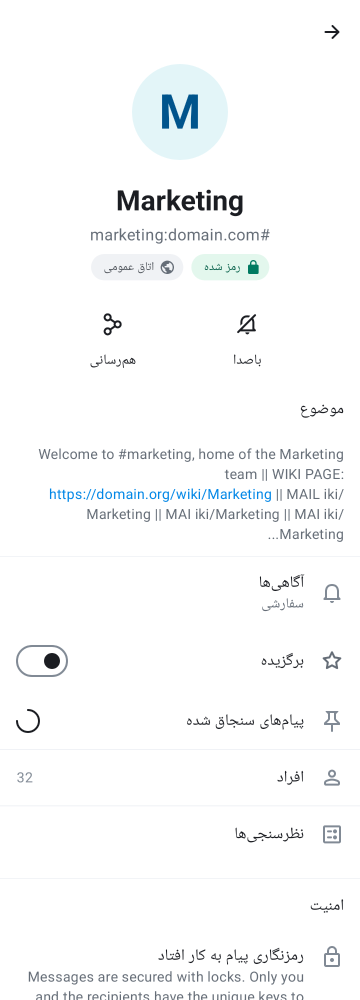 M
Marketing
marketing:domain.com#
رمز شده
اتاق عمومی
باصدا
هم‌رسانی
موضوع
Welcome to #marketing, home of the Marketing
team || WIKI PAGE:
https://domain.org/wiki/Marketing || MAIL iki/
Marketing || MAI iki/Marketing || MAI iki/
Marketing...
آگاهی‌ها
سفارشی
برگزیده
پیام‌های سنجاق شده
افراد
32
نظرسنجی‌ها
امنیت
رمزنگاری پیام به کار افتاد
Messages are secured with locks. Only you
and the recipients have the unique keys to